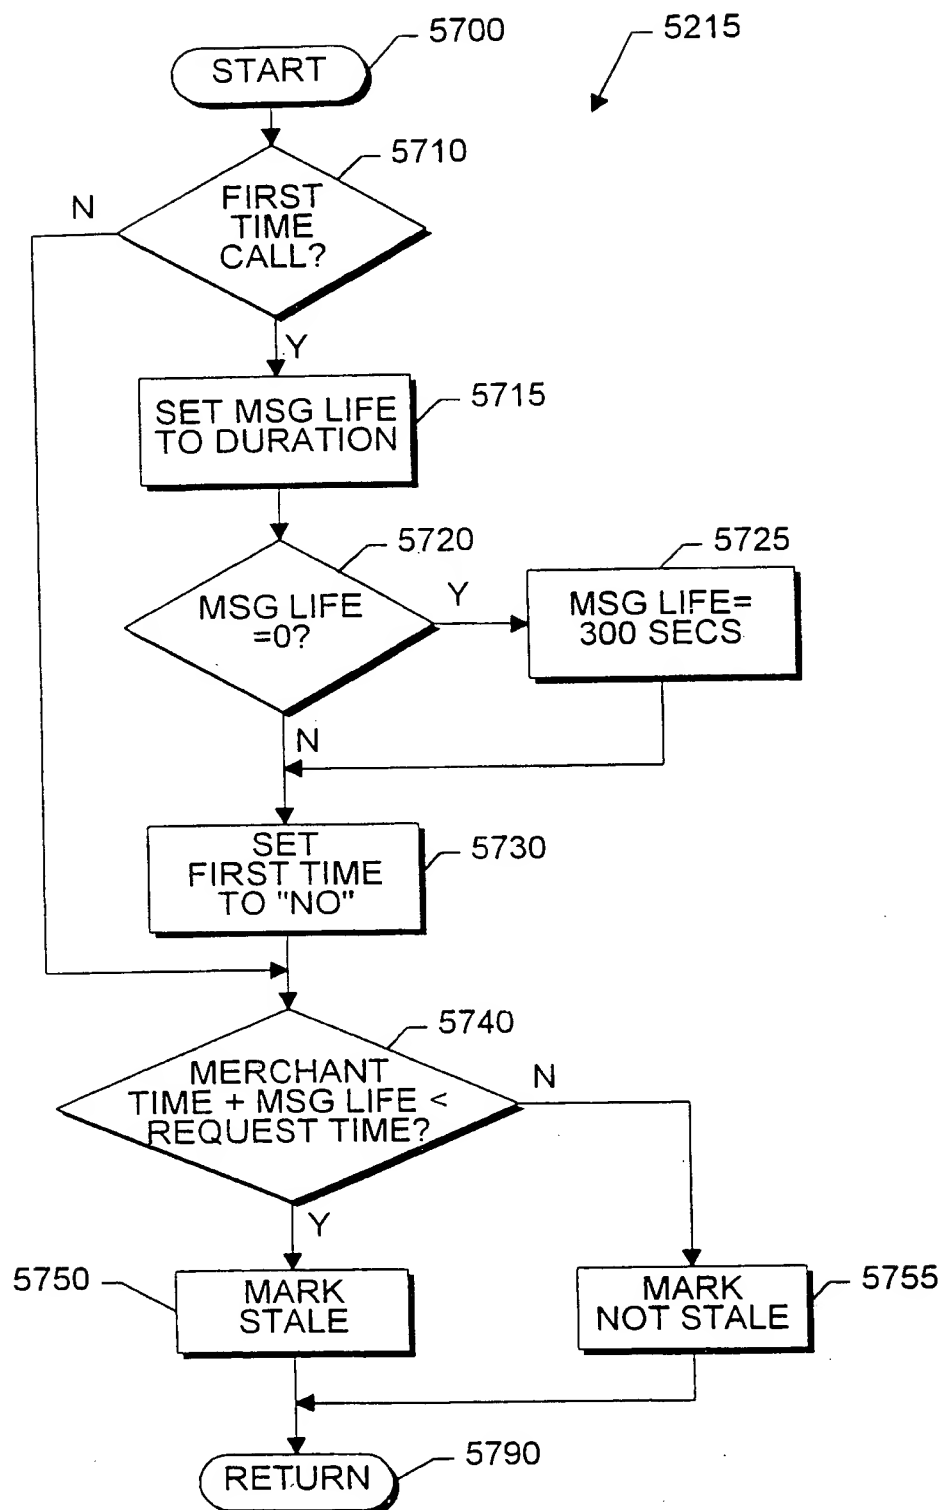 5700
5215
START
5710
N
FIRST
TIME
CALL?
Y
5715
SET MSG LIFE
TO DURATION
5720
5725
MSG LIFE
=0?
Y
MSG LIFE=
300 SECS
N
SET
FIRST TIME
TO "NO"
5730
5740
MERCHANT
TIME + MSG LIFE <
REQUEST TIME?
N
Y
5750
MARK
STALE
MARK
NOT STALE
5755
RETURN
5790